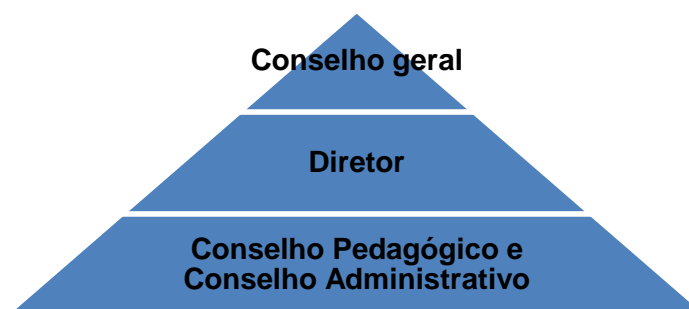 Conselho geral
Diretor
Conselho Pedagógico e
Conselho Administrativo